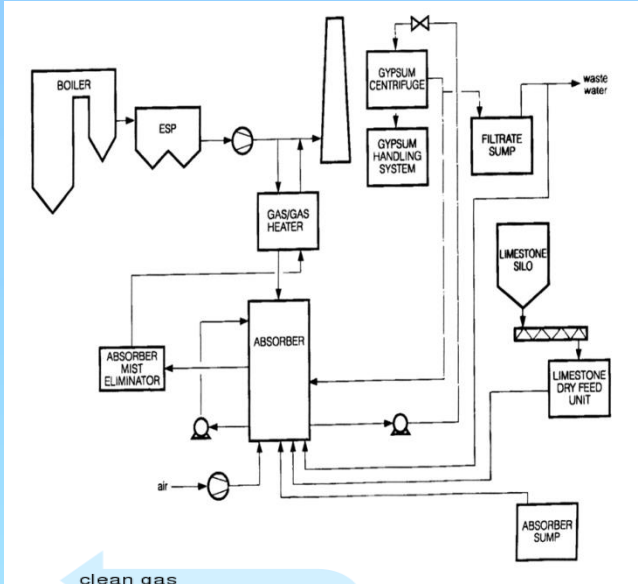 BOILER
ESP
GYPSUM
CENTRIFUGE
GYPSUM
HANDLING
SYSTEM
FILTRATE
SUMP
waste
water
GAS/GAS
HEATER
LIMESTONE
SILO
ABSORBER
ABSORBER
MIST
ELIMINATOR
LIMESTONE
DRY FEED
UNIT
air
ABSORBER
SUMP
clean gas